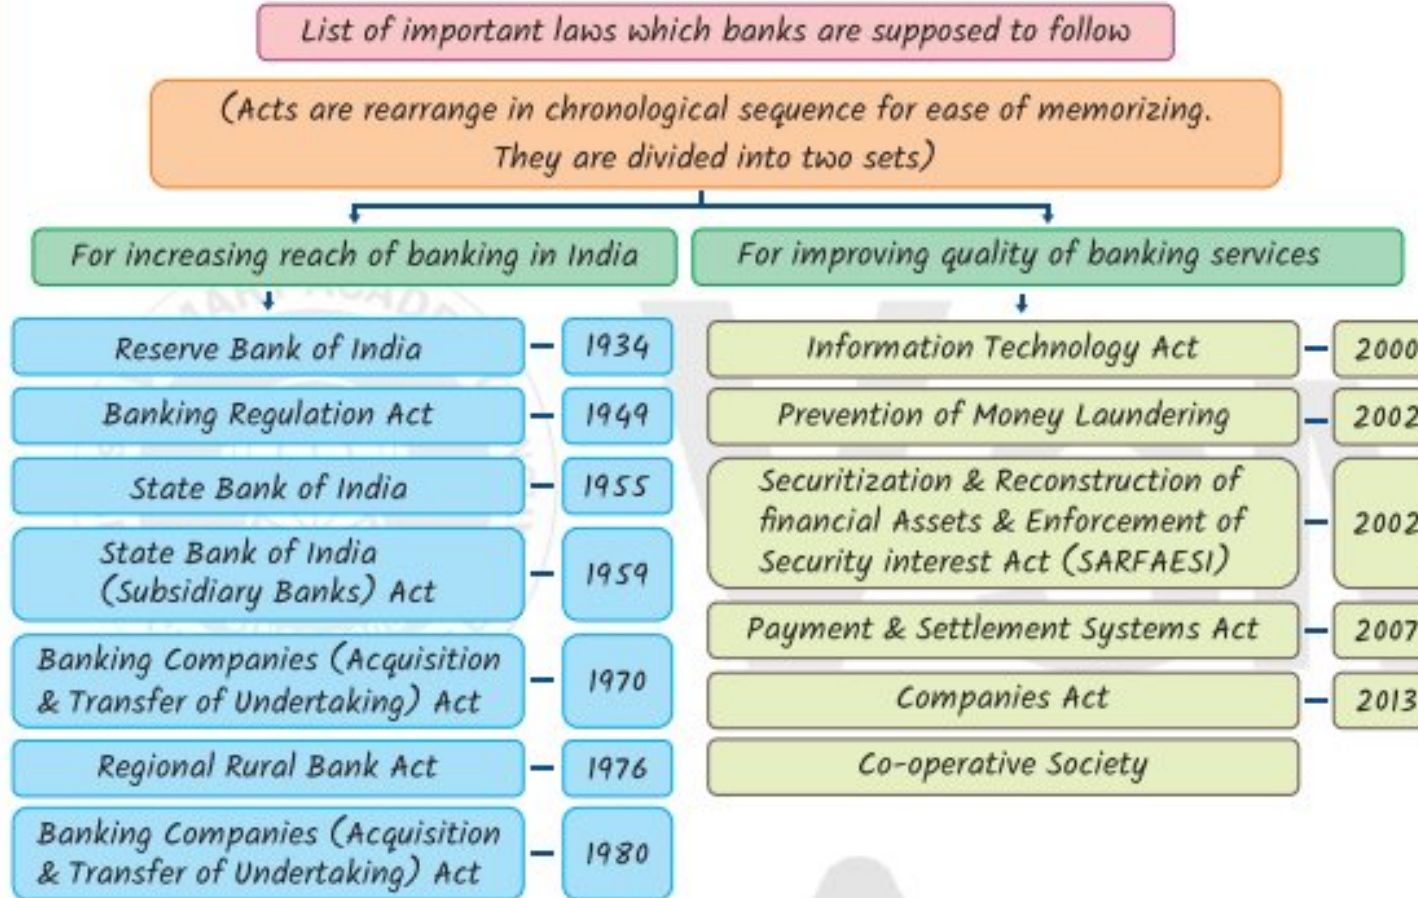 List of important laws which banks are supposed to follow
(Acts are rearrange in chronological sequence for ease of memorizing.
They are divided into two sets)
For increasing reach of banking in India
Reserve Bank of India – 1934
Banking Regulation Act – 1949
State Bank of India – 1955
State Bank of India
(Subsidiary Banks) Act – 1959
Banking Companies (Acquisition
& Transfer of Undertaking) Act – 1970
Regional Rural Bank Act – 1976
Banking Companies (Acquisition
& Transfer of Undertaking) Act – 1980
For improving quality of banking services
Information Technology Act – 2000
Prevention of Money Laundering – 2002
Securitization & Reconstruction of
financial Assets & Enforcement of
Security interest Act (SARFAESI) – 2002
Payment & Settlement Systems Act – 2007
Companies Act – 2013
Co-operative Society